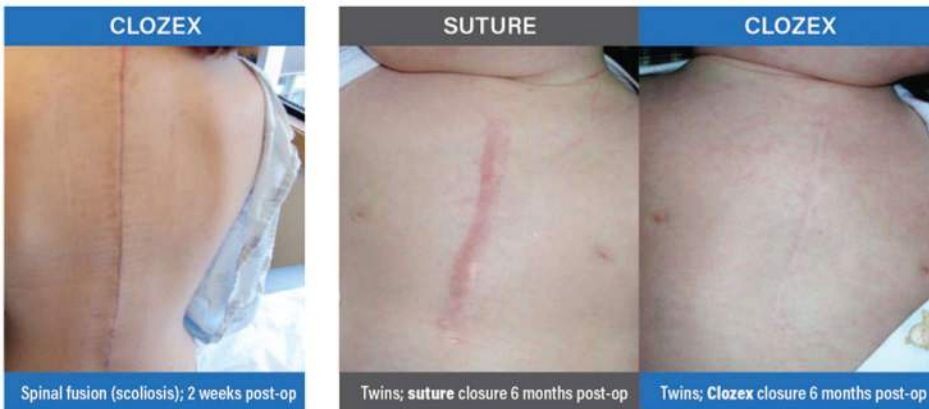 CLOZEX
SUTURE
CLOZEX
Spinal fusion (scoliosis); 2 weeks post-op
Twins; suture closure 6 months post-op
Twins; Clozex closure 6 months post-op